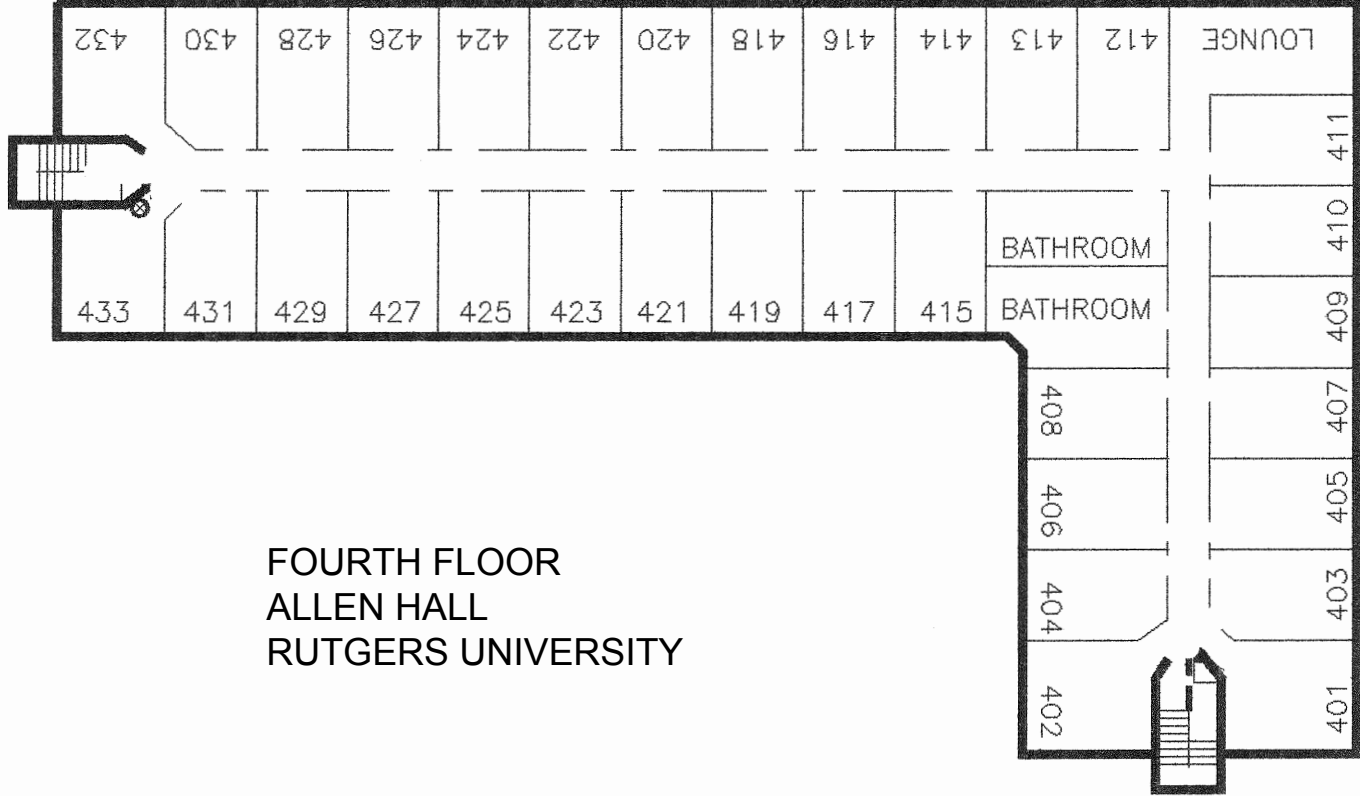 432 430 428 426 424 422 420 418 416 414 413 412 LOUNGE
411
410
BATHROOM
409
433 431 429 427 425 423 421 419 417 415 BATHROOM
408
407
406
405
404
403
402
401
FOURTH FLOOR
ALLEN HALL
RUTGERS UNIVERSITY